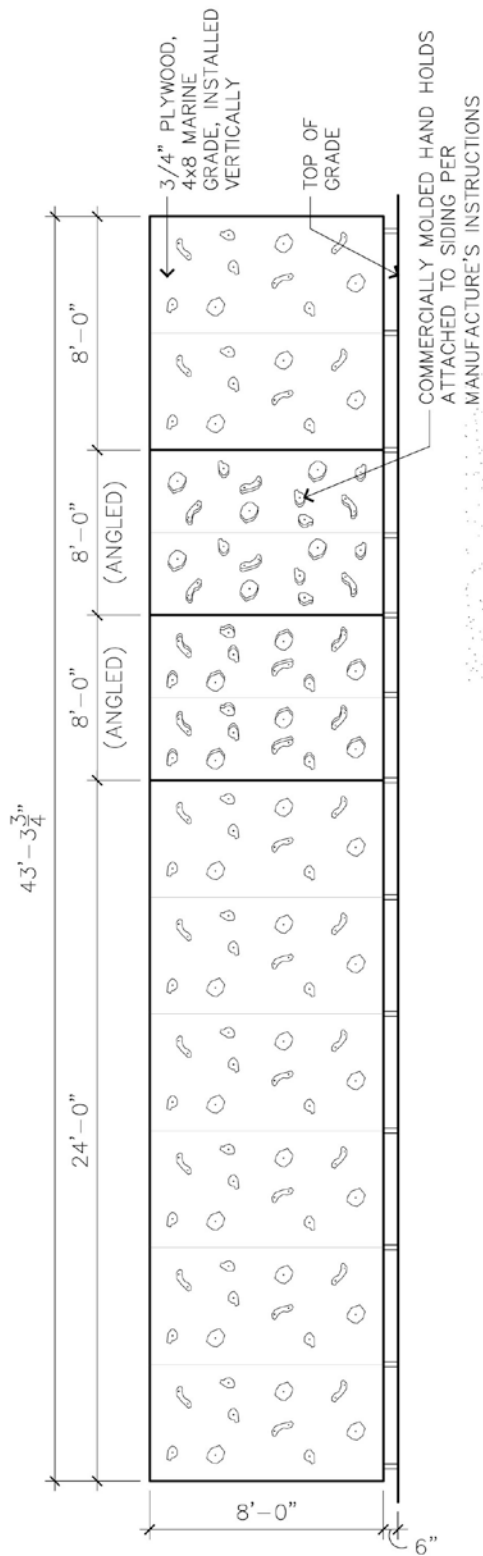 43'-3 3/4"
24'-0"
8'-0"
(ANGLED)
8'-0"
(ANGLED)
8'-0"
3/4" PLYWOOD,
4x8 MARINE
GRADE, INSTALLED
VERTICALLY
TOP OF
GRADE
COMMERCIALLY MOLDED HAND HOLDS
ATTACHED TO SIDING PER
MANUFACTURE'S INSTRUCTIONS
8'-0"
6"